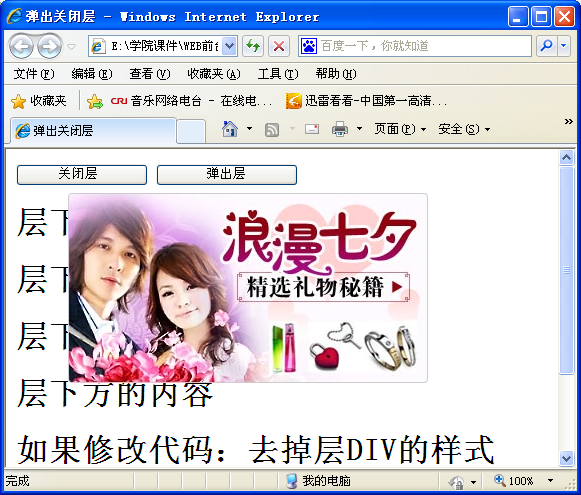 弹出关闭层 - Windows Internet Explorer
E:\学院课件\WEB前台
百度一下，你就知道
文件(F) 编辑(E) 查看(V) 收藏夹(A) 工具(T) 帮助(H)
收藏夹 CRI 音乐网络电台 - 在线电... 迅雷看看-中国第一高清...
弹出关闭层 页面(P) 安全(S) »
关闭层 弹出层
层下
浪漫七夕
层下
精选礼物秘籍
层下
层下方的内容
如果修改代码：去掉层DIV的样式
完成 我的电脑 100%